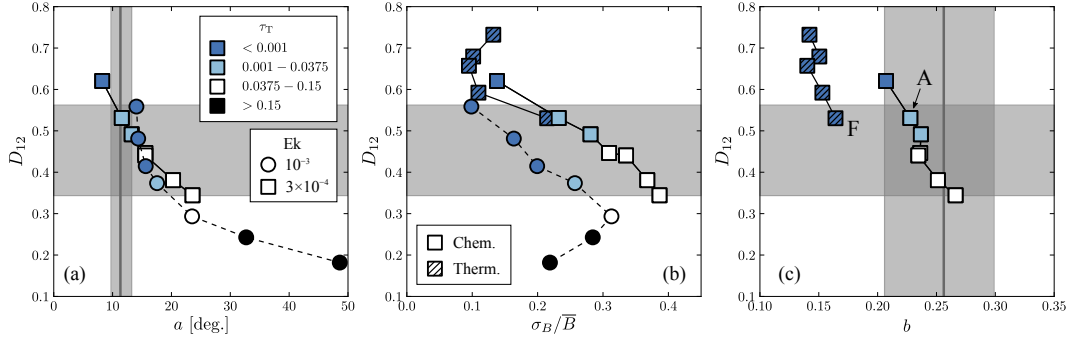 0.8
0.7
0.6
0.5
0.4
0.3
0.2
0.1
D₁₂
0 10 20 30 40 50
a [deg.]
(a)
τ_T
< 0.001
0.001 − 0.0375
0.0375 − 0.15
> 0.15
Ek
10⁻³
3×10⁻⁴
0.8
0.7
0.6
0.5
0.4
0.3
0.2
0.1
D₁₂
0.0 0.1 0.2 0.3 0.4
σ_B/B̅
Chem.
Therm.
(b)
0.8
0.7
0.6
0.5
0.4
0.3
0.2
0.1
D₁₂
0.10 0.15 0.20 0.25 0.30 0.35
b
A
F
(c)